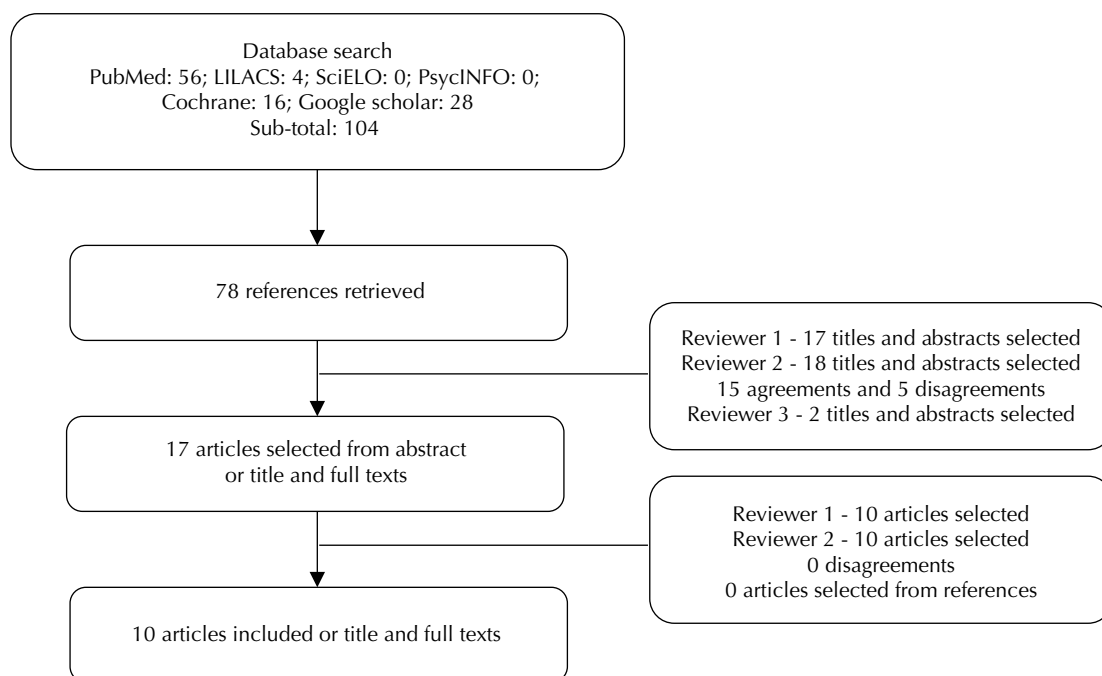 Database search
PubMed: 56; LILACS: 4; SciELO: 0; PsycINFO: 0;
Cochrane: 16; Google scholar: 28
Sub-total: 104
78 references retrieved
Reviewer 1 - 17 titles and abstracts selected
Reviewer 2 - 18 titles and abstracts selected
15 agreements and 5 disagreements
Reviewer 3 - 2 titles and abstracts selected
17 articles selected from abstract
or title and full texts
Reviewer 1 - 10 articles selected
Reviewer 2 - 10 articles selected
0 disagreements
0 articles selected from references
10 articles included or title and full texts